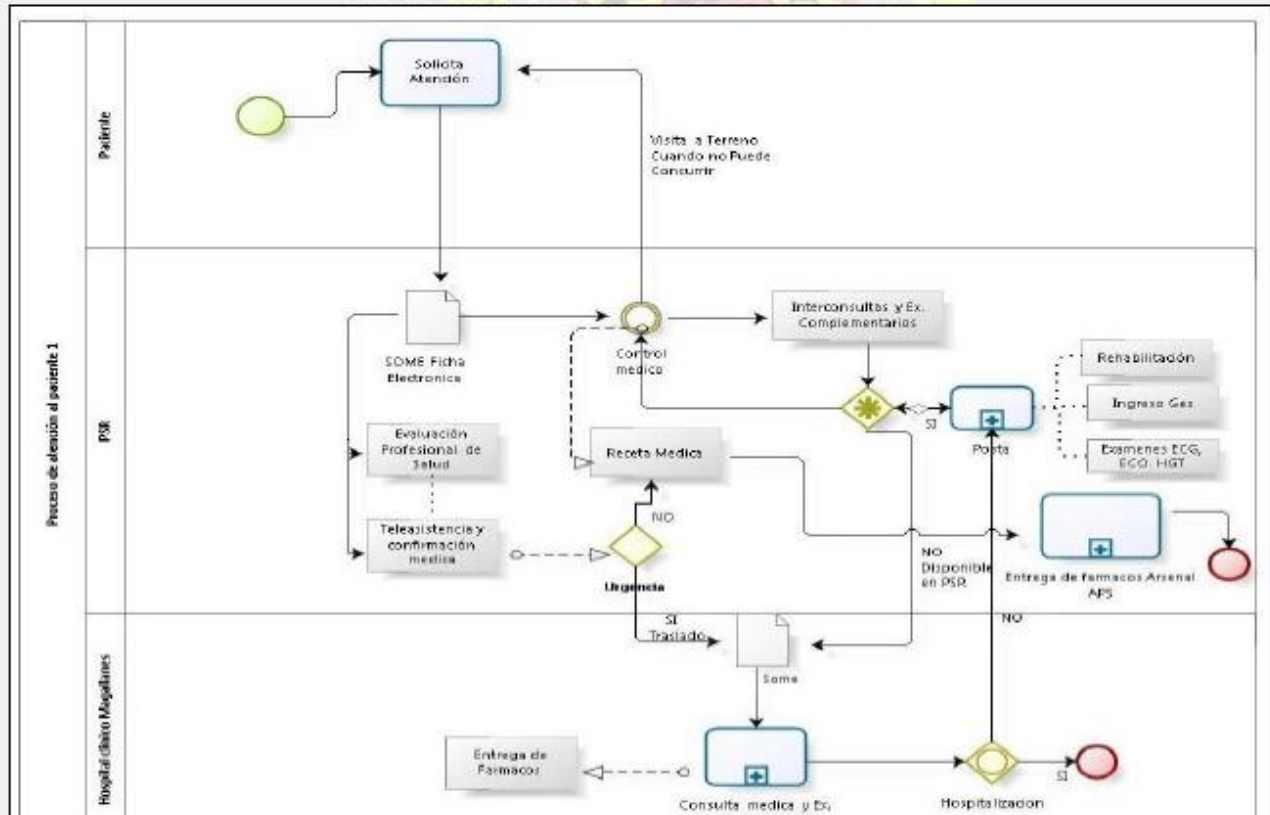 Proceso de atención al paciente 1
Paciente
Solicita
Atención
Visita a Terreno
Cuando no Puede
Concurrir
PSR
SOME Ficha
Electronica
Control
medico
Interconsultas y Ex.
Complementarios
SI
Posta
Rehabilitación
Ingreso Ges
Examenes ECG,
ECO. HGT
Evaluación
Profesional de
Salud
Receta Medica
Teleasistencia y
confirmación
medica
NO
Urgencia
NO
Disponible
en PSR
Entrega de farmacos Arsenal
APS
Hospital clínico Magallanes
SI
Traslado
Some
NO
Entrega de
Farmacos
Consulta medica y Ex.
Hospitalizacion
SI